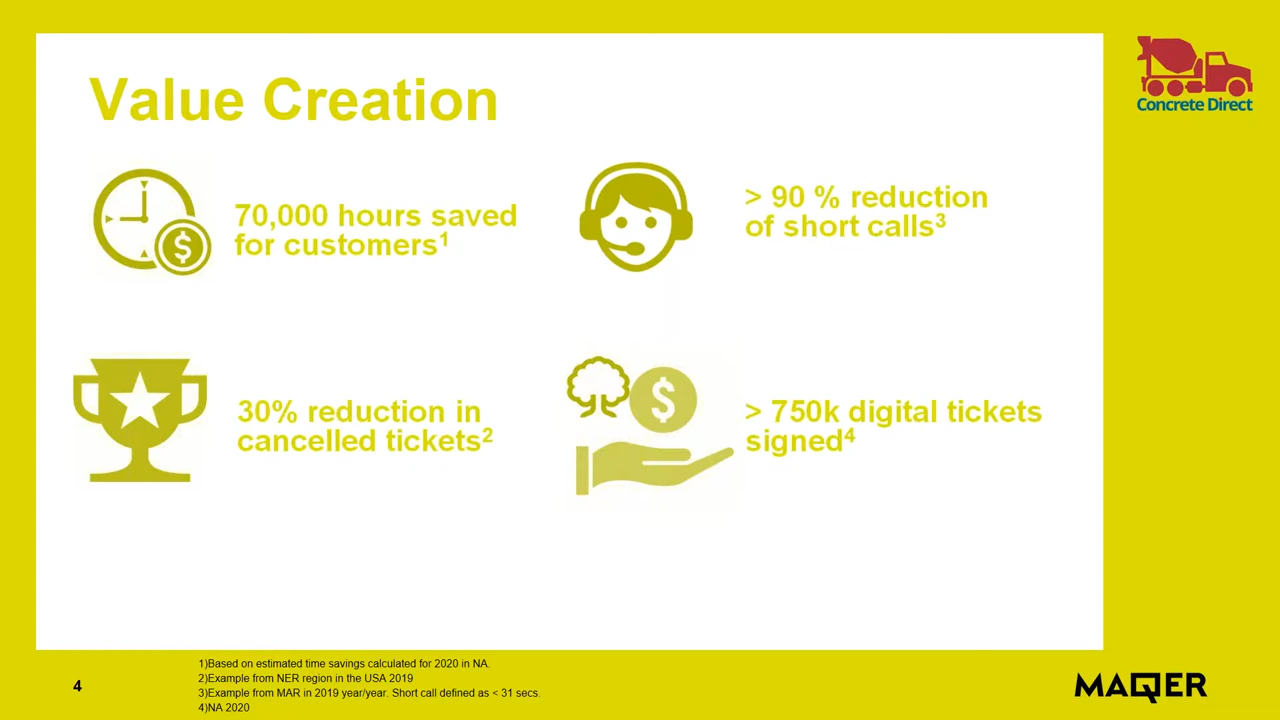 Value Creation
Concrete Direct
70,000 hours saved
for customers¹
> 90 % reduction
of short calls³
30% reduction in
cancelled tickets²
> 750k digital tickets
signed⁴
1)Based on estimated time savings calculated for 2020 in NA.
2)Example from NER region in the USA 2019
3)Example from MAR in 2019 year/year. Short call defined as < 31 secs.
4)NA 2020
4
MAQER